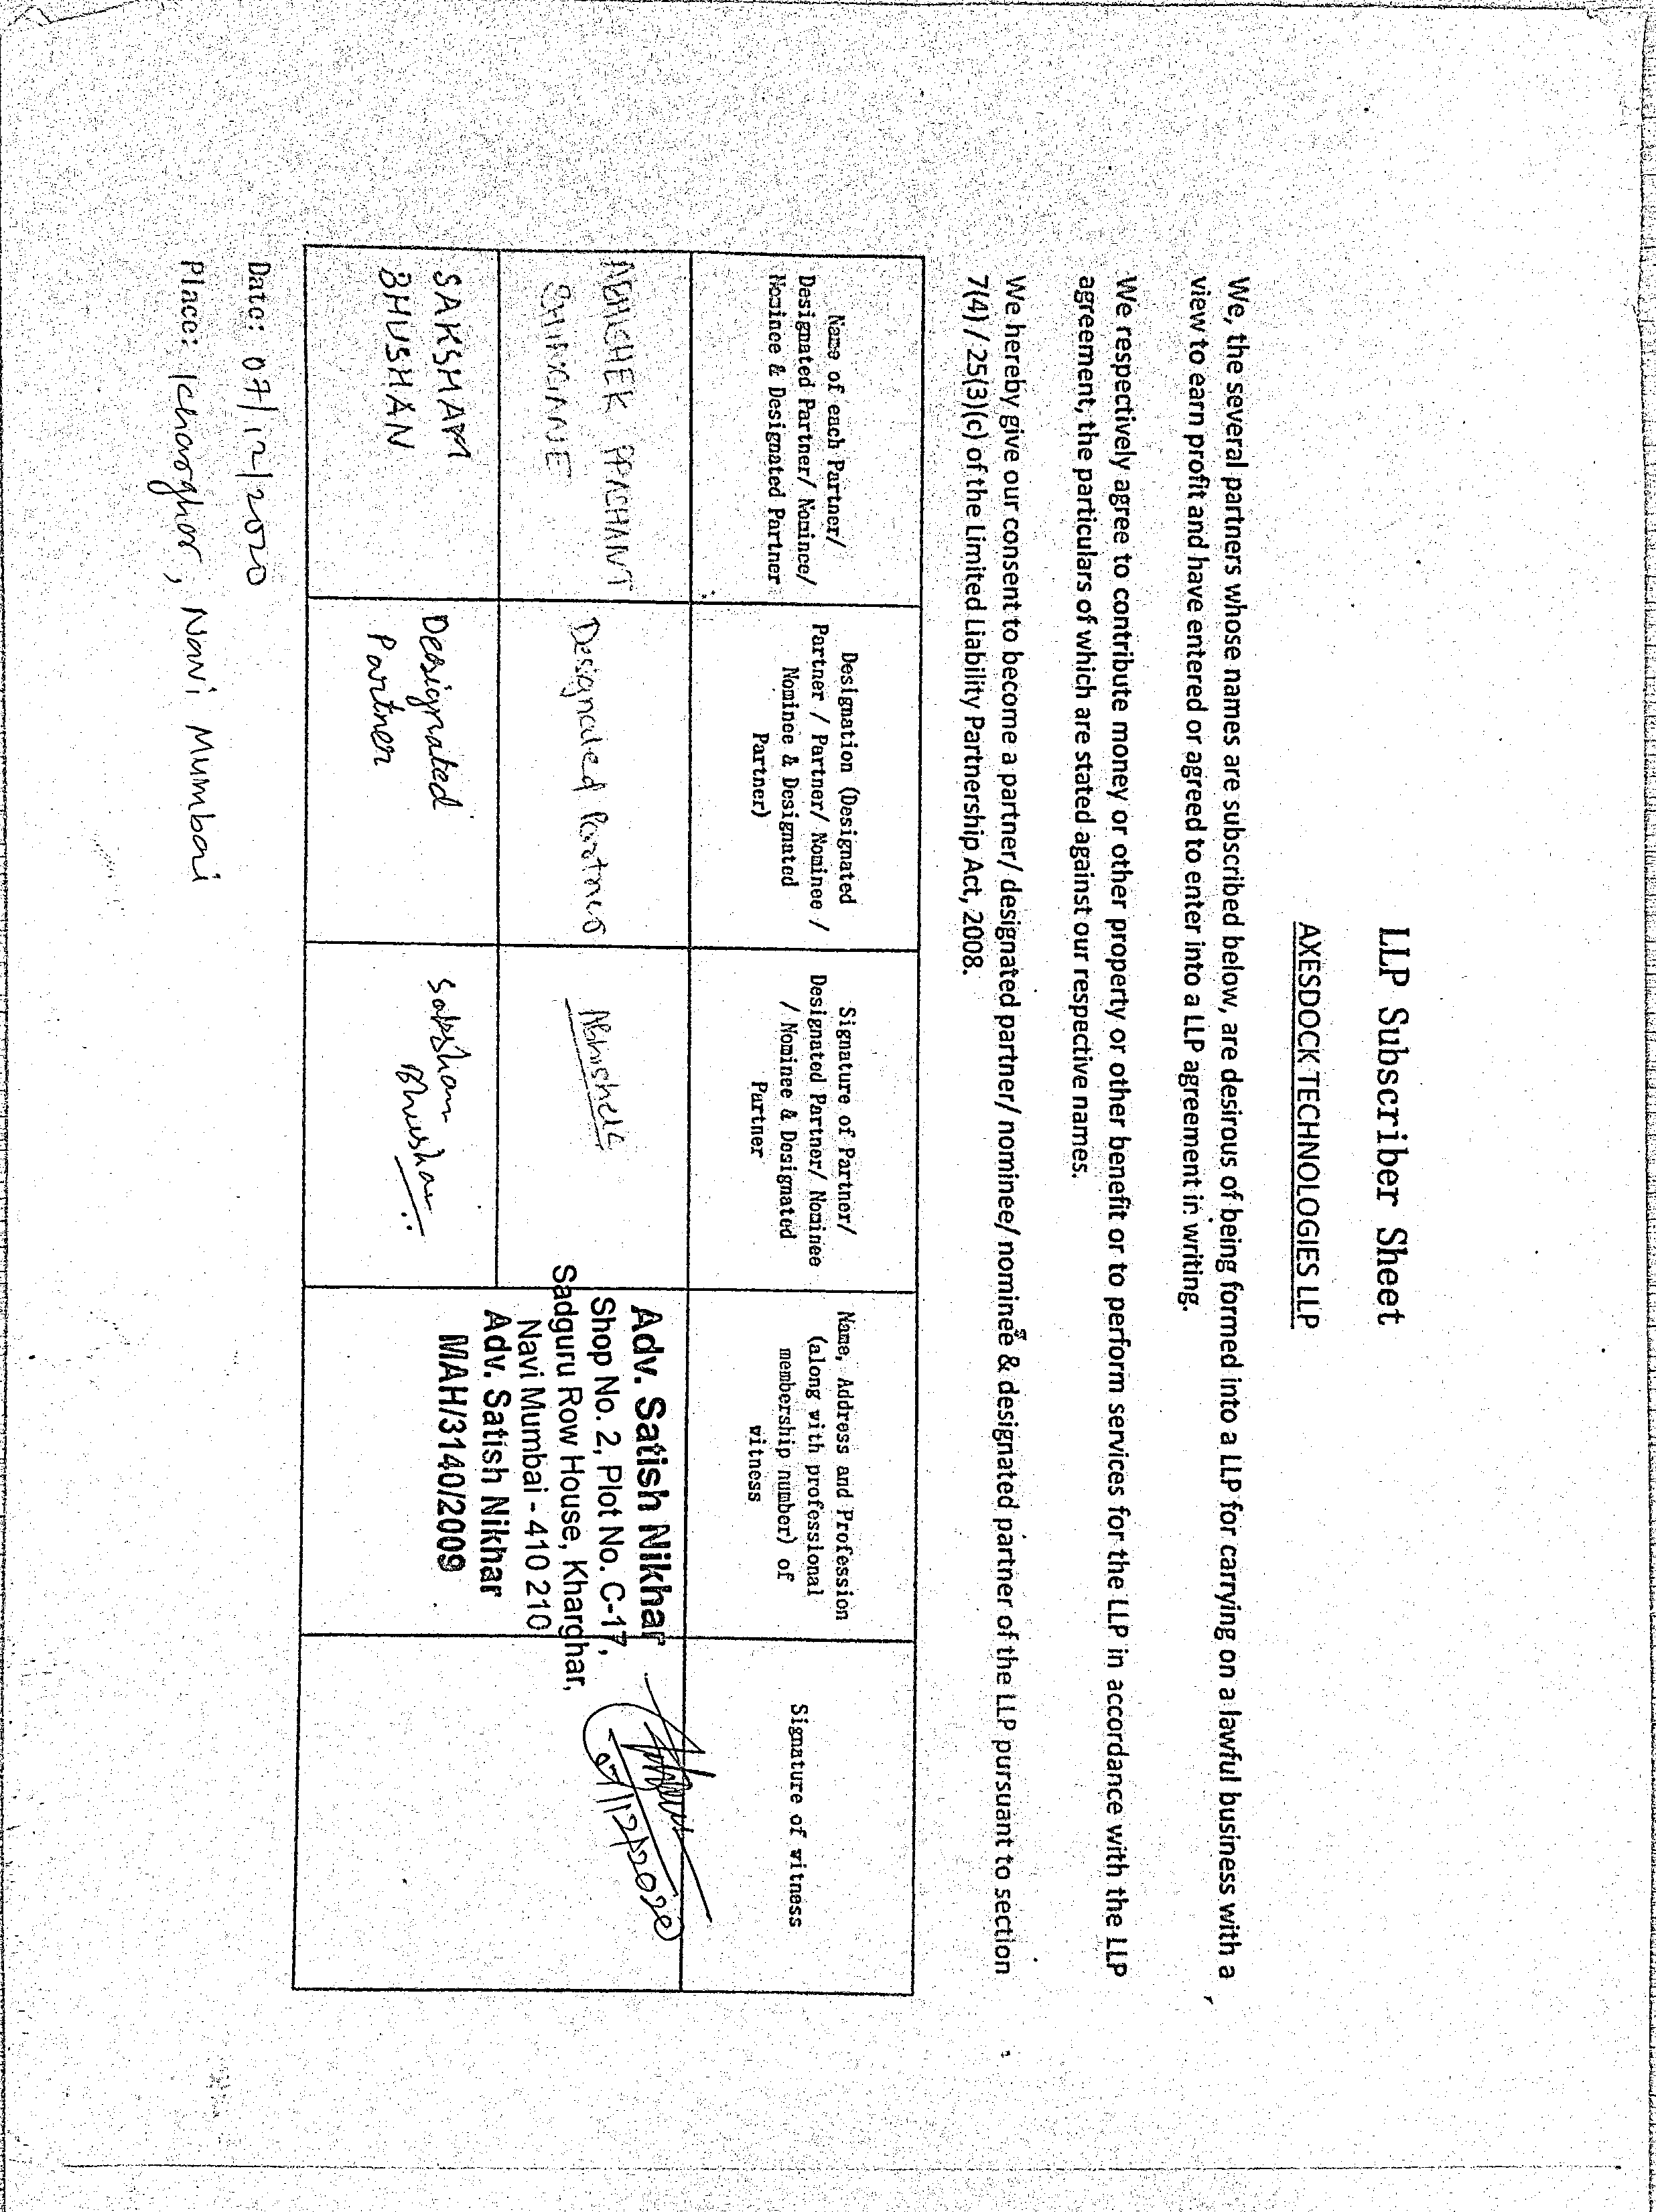 LLP Subscriber Sheet
AXESDOCK TECHNOLOGIES LLP
We, the several partners whose names are subscribed below, are desirous of being formed into a LLP for carrying on a lawful business with a
view to earn profit and have entered or agreed to enter into a LLP agreement in writing.
We respectively agree to contribute money or other property or other benefit or to perform services for the LLP in accordance with the LLP
agreement, the particulars of which are stated against our respective names.
We hereby give our consent to become a partner/ designated partner/ nominee/ nominee & designated partner of the LLP pursuant to section
7(4) / 25(3)(c) of the Limited Liability Partnership Act, 2008.
Name of each Partner/
Designated Partner/ Nominee/
Nominee & Designated Partner
Designation (Designated
Partner / Partner/ Nominee /
Nominee & Designated
Partner)
Signature of Partner/
Designated Partner/ Nominee
/ Nominee & Designated
Partner
Name, Address and Profession
(along with professional
membership number) of
witness
Signature of witness
ABHISHEK PRASHANT
Designated Partner
Abhishek
Adv. Satish Nikhar
Shop No. 2, Plot No. C-17,
Sadguru Row House, Kharghar,
Navi Mumbai - 410 210
Adv. Satish Nikhar
MAH/3140/2009
07/12/2020
SAKSHAM
BHUSHAN
Designated
Partner
Saksham
Bhushan
Date: 07/12/2020
Place: Kharghar, Navi Mumbai